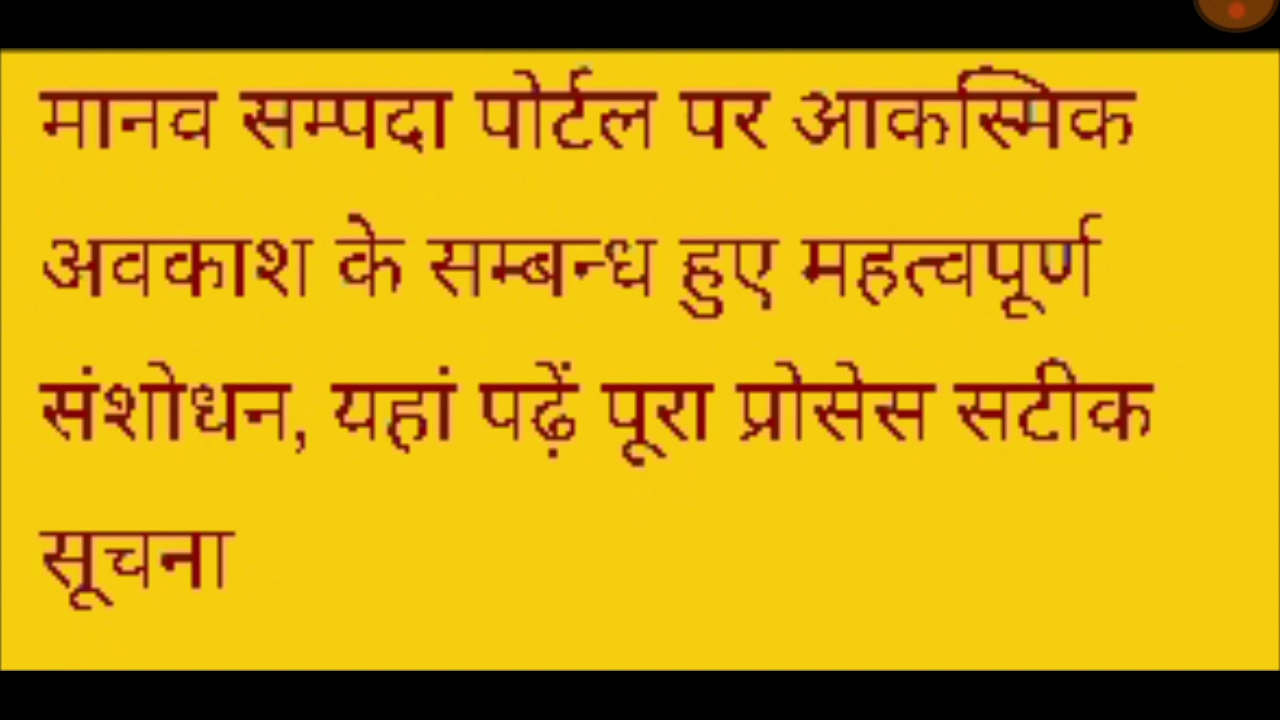 मानव सम्पदा पोर्टल पर आकस्मिक
अवकाश के सम्बन्ध हुए महत्वपूर्ण
संशोधन, यहां पढ़ें पूरा प्रोसेस सटीक
सूचना